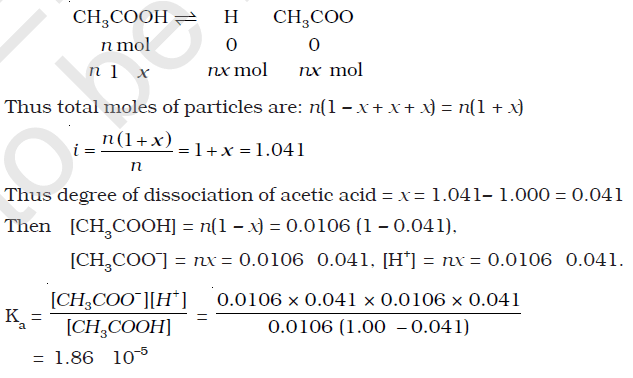 CH₃COOH ⇌ H CH₃COO
n mol 0 0
n 1 x nx mol nx mol
Thus total moles of particles are: n(1 – x + x + x) = n(1 + x)
i = n(1+x)/n = 1 + x = 1.041
Thus degree of dissociation of acetic acid = x = 1.041– 1.000 = 0.041
Then [CH₃COOH] = n(1 – x) = 0.0106 (1 – 0.041),
[CH₃COO⁻] = nx = 0.0106 0.041, [H⁺] = nx = 0.0106 0.041.
Kₐ = [CH₃COO⁻][H⁺]/[CH₃COOH] = 0.0106 × 0.041 × 0.0106 × 0.041/0.0106 (1.00 – 0.041)
= 1.86 10⁻⁵
to be